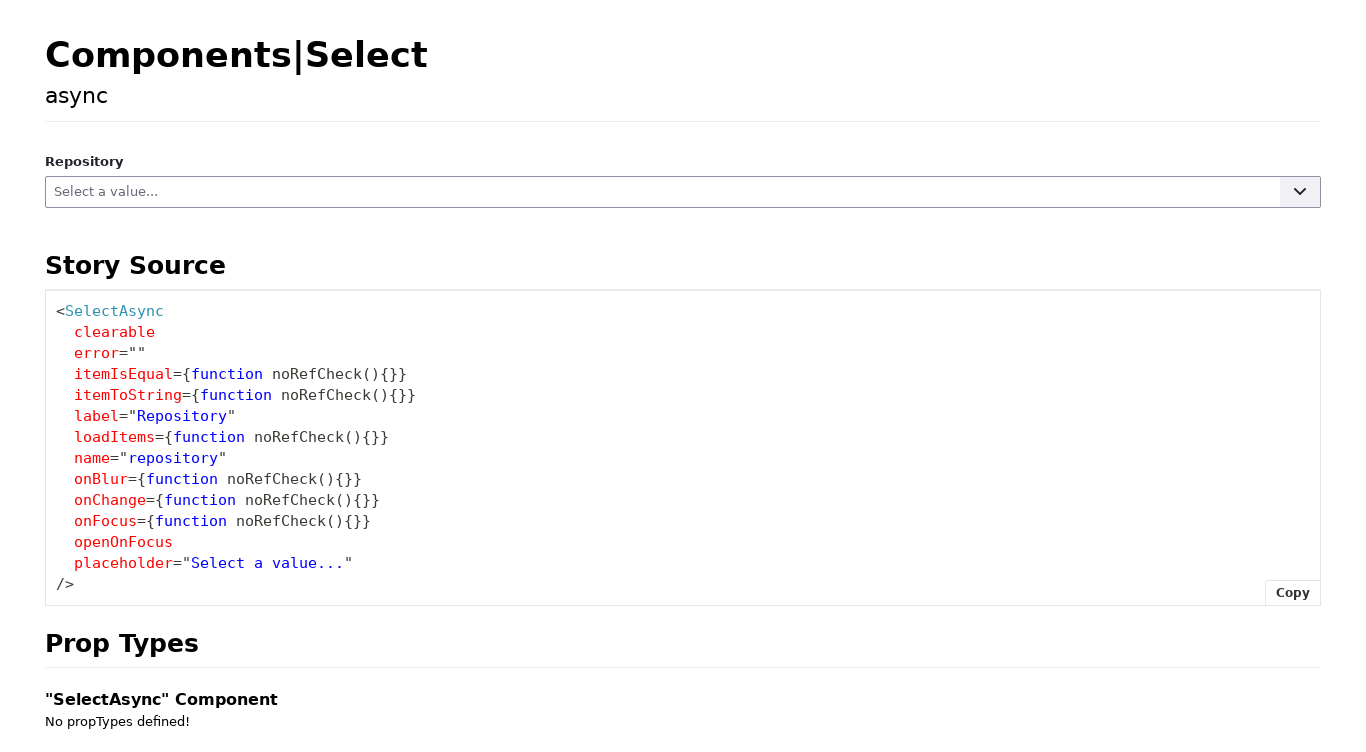 Components|Select
async
Repository
Select a value...
Story Source
<SelectAsync
  clearable
  error=""
  itemIsEqual={function noRefCheck(){}}
  itemToString={function noRefCheck(){}}
  label="Repository"
  loadItems={function noRefCheck(){}}
  name="repository"
  onBlur={function noRefCheck(){}}
  onChange={function noRefCheck(){}}
  onFocus={function noRefCheck(){}}
  openOnFocus
  placeholder="Select a value..."
/>
Copy
Prop Types
"SelectAsync" Component
No propTypes defined!